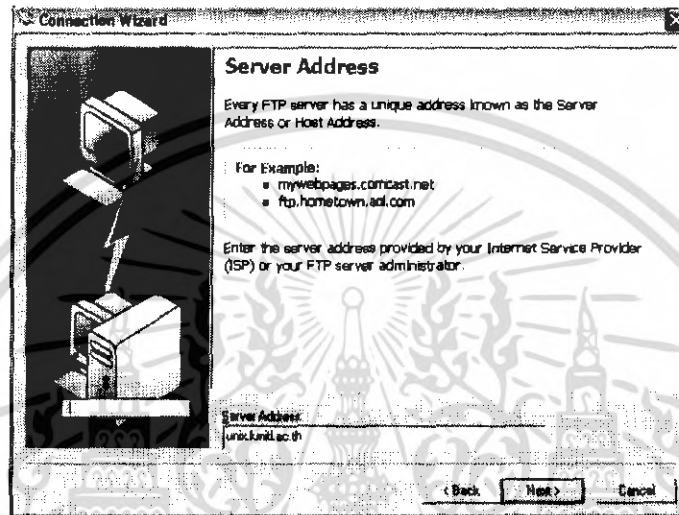 Connection Wizard
Server Address
Every FTP server has a unique address known as the Server
Address or Host Address.
For Example:
mywebpages.comcast.net
ftp.hometown.aol.com
Enter the server address provided by your Internet Service Provider
(ISP) or your FTP server administrator.
Server Address:
< Back
Next >
Cancel